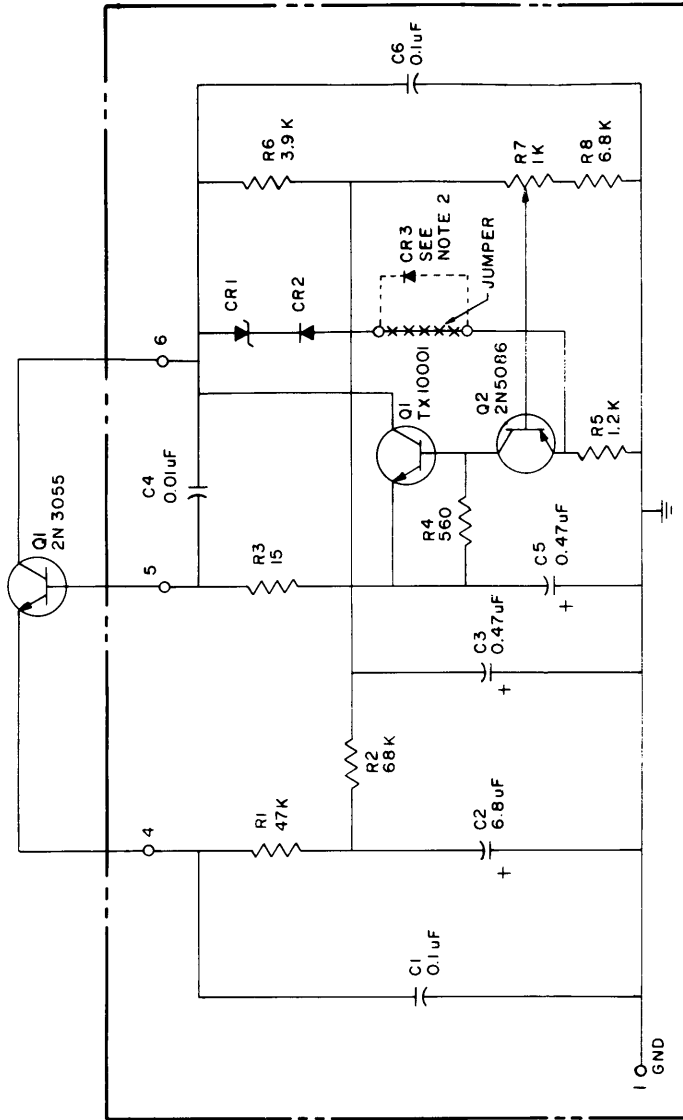 Q1
2N 3055
4
5
6
C4
0.01uF
R1
47K
R3
15
CR1
R6
3.9K
C6
0.1uF
C1
0.1uF
R2
68K
CR2
Q1
TX10001
CR3
SEE
NOTE 2
JUMPER
C2
6.8uF
+
C3
0.47uF
+
R4
560
C5
0.47uF
+
Q2
2N5086
R5
1.2K
R7
1K
R8
6.8K
1
GND